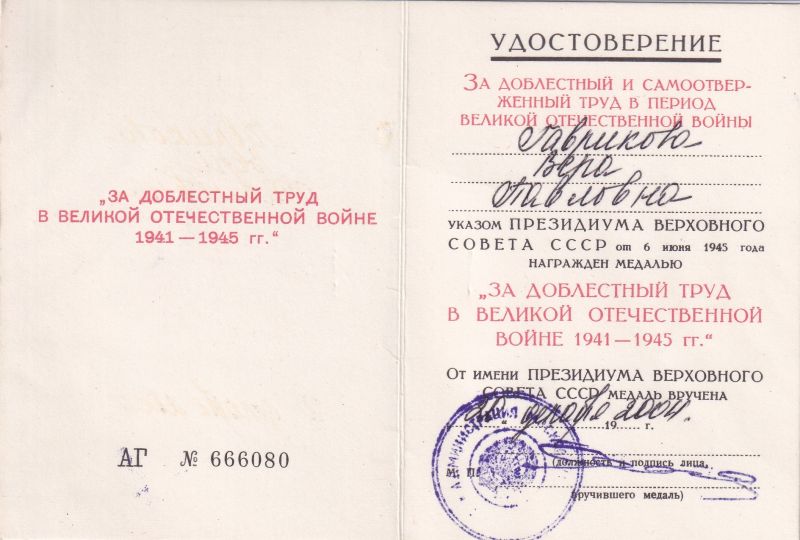 „ЗА ДОБЛЕСТНЫЙ ТРУД
В ВЕЛИКОЙ ОТЕЧЕСТВЕННОЙ ВОЙНЕ
1941—1945 гг.“
АГ № 666080
УДОСТОВЕРЕНИЕ
ЗА ДОБЛЕСТНЫЙ И САМООТВЕР-
ЖЕННЫЙ ТРУД В ПЕРИОД
ВЕЛИКОЙ ОТЕЧЕСТВЕННОЙ ВОЙНЫ
Гаврикова
Вера
Павловна
УКАЗОМ ПРЕЗИДИУМА ВЕРХОВНОГО
СОВЕТА СССР от 6 июня 1945 года
НАГРАЖДЕН МЕДАЛЬЮ
„ЗА ДОБЛЕСТНЫЙ ТРУД
В ВЕЛИКОЙ ОТЕЧЕСТВЕННОЙ
ВОЙНЕ 1941—1945 гг.“
От имени ПРЕЗИДИУМА ВЕРХОВНОГО
СОВЕТА СССР МЕДАЛЬ ВРУЧЕНА
декабря 2004
19 г.
АДМИНИСТРАЦИЯ
М. П.
(должность и подпись лица,
вручившего медаль)